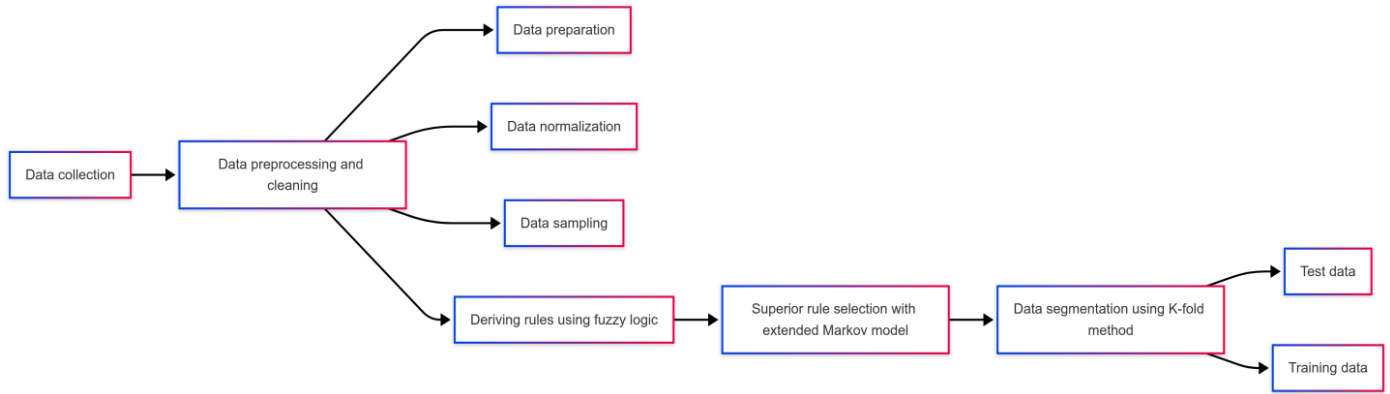 Data collection
Data preprocessing and
cleaning
Data preparation
Data normalization
Data sampling
Deriving rules using fuzzy logic
Superior rule selection with
extended Markov model
Data segmentation using K-fold
method
Test data
Training data